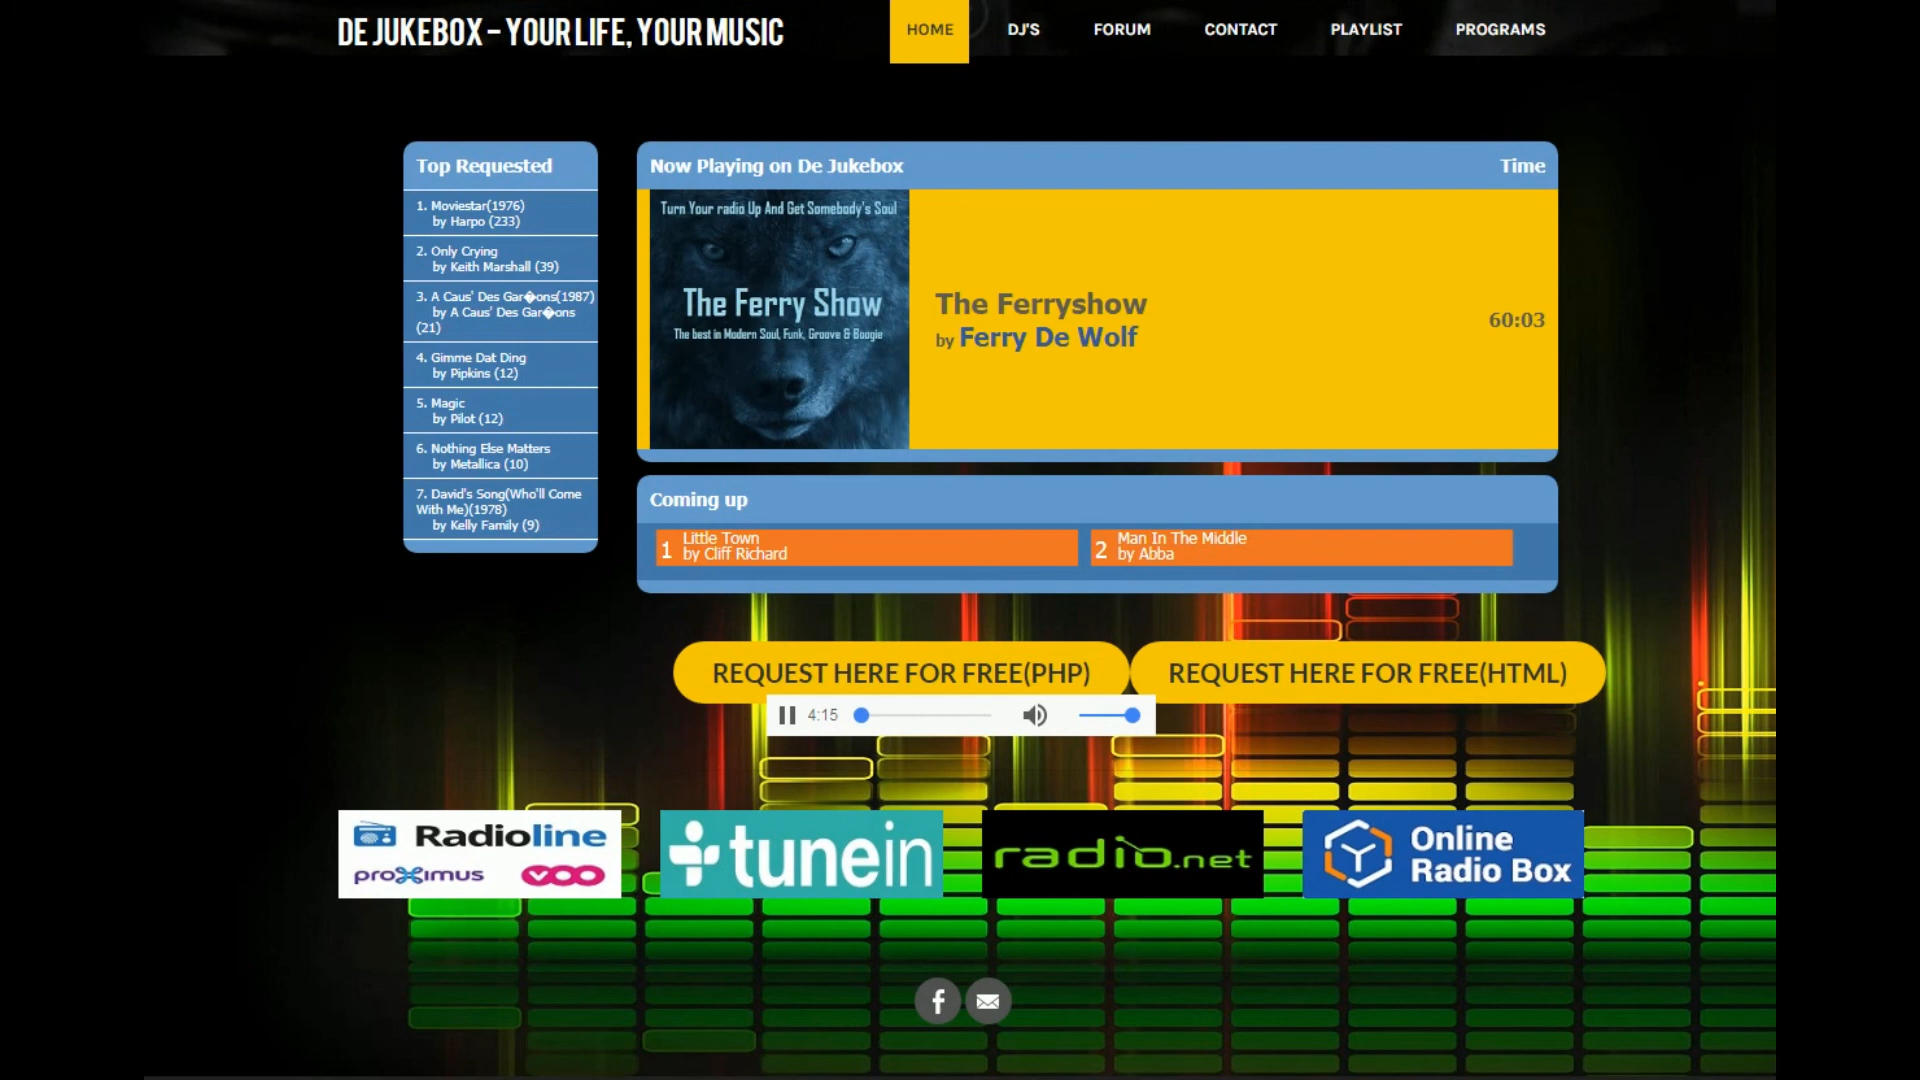 DE JUKEBOX – YOUR LIFE, YOUR MUSIC
HOME
DJ'S
FORUM
CONTACT
PLAYLIST
PROGRAMS
Top Requested
1. Moviestar(1976)
by Harpo (233)
2. Only Crying
by Keith Marshall (39)
3. A Caus' Des Gar�ons(1987)
by A Caus' Des Gar�ons
(21)
4. Gimme Dat Ding
by Pipkins (12)
5. Magic
by Pilot (12)
6. Nothing Else Matters
by Metallica (10)
7. David's Song(Who'll Come
With Me)(1978)
by Kelly Family (9)
Now Playing on De Jukebox
Time
Turn Your radio Up And Get Somebody's Soul
The Ferry Show
The best in Modern Soul, Funk, Groove & Boogie
The Ferryshow
by Ferry De Wolf
60:03
Coming up
1 Little Town
by Cliff Richard
2 Man In The Middle
by Abba
REQUEST HERE FOR FREE(PHP)
REQUEST HERE FOR FREE(HTML)
4:15
Radioline
proximus
VOO
tunein
radio.net
Online
Radio Box